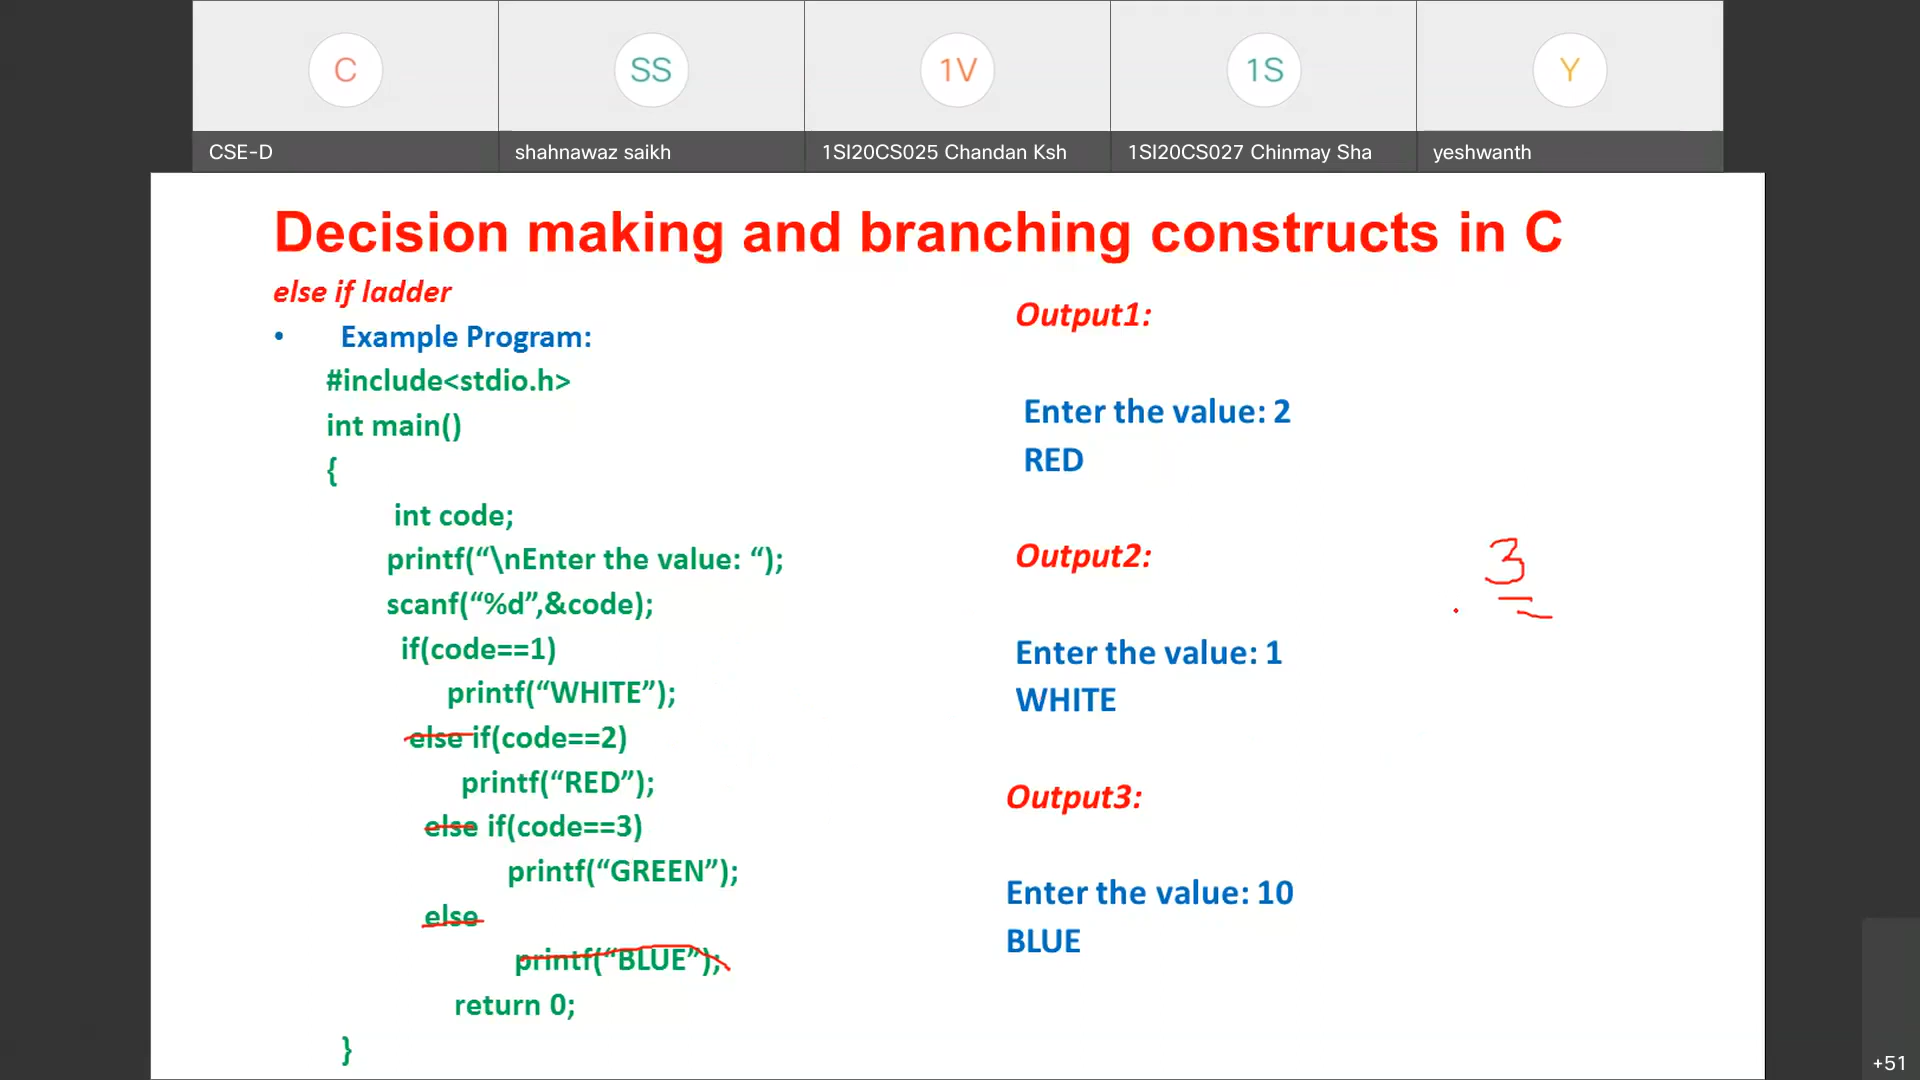 C
SS
1V
1S
Y
CSE-D
shahnawaz saikh
1SI20CS025 Chandan Ksh
1SI20CS027 Chinmay Sha
yeshwanth
Decision making and branching constructs in C
else if ladder
• Example Program:
#include<stdio.h>
int main()
{
int code;
printf(“\nEnter the value: “);
scanf(“%d”,&code);
if(code==1)
printf(“WHITE”);
else if(code==2)
printf(“RED”);
else if(code==3)
printf(“GREEN”);
else
printf(“BLUE”);
return 0;
}
Output1:
Enter the value: 2
RED
Output2:
Enter the value: 1
WHITE
Output3:
Enter the value: 10
BLUE
3
+51